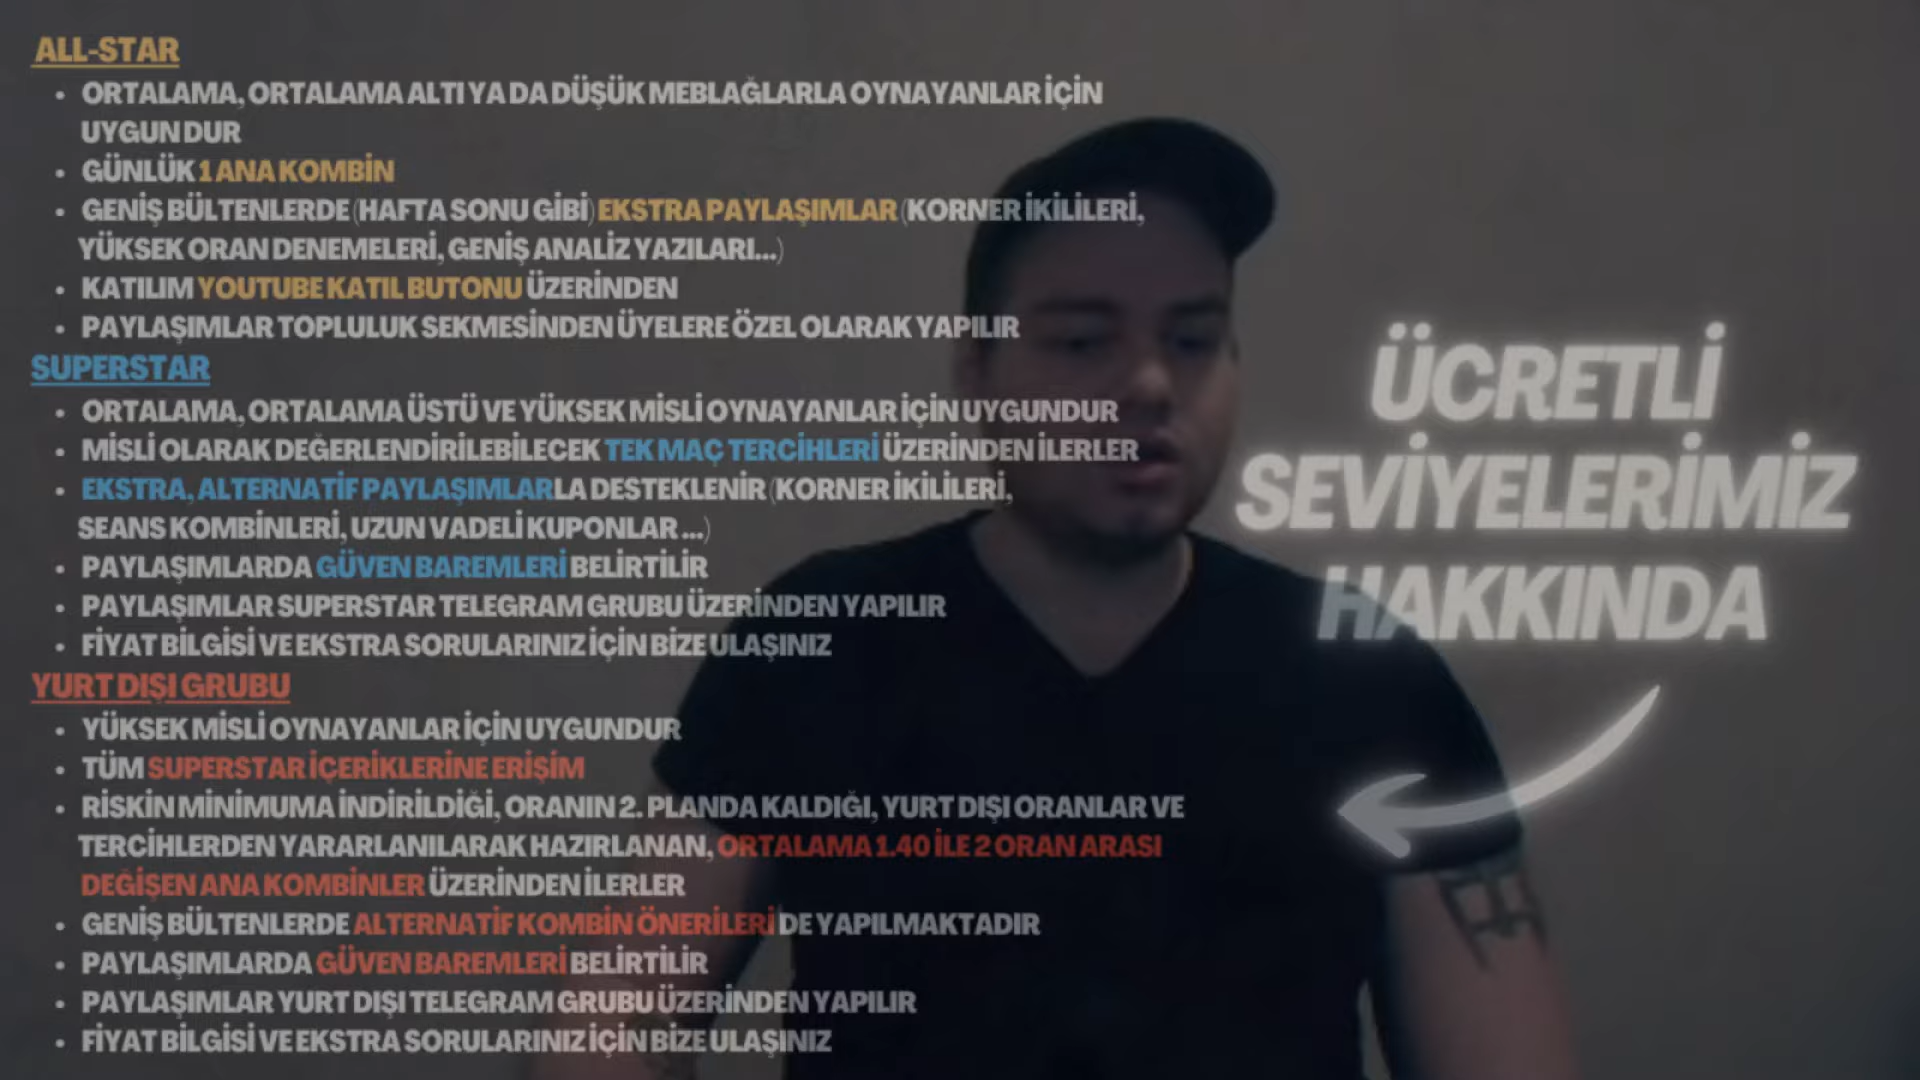 ALL-STAR
• ORTALAMA, ORTALAMA ALTI YA DA DÜŞÜK MEBLAĞLARLA OYNAYANLAR İÇİN
UYGUNDUR
• GÜNLÜK 1 ANA KOMBİN
• GENİŞ BÜLTENLERDE (HAFTA SONU GİBİ) EKSTRA PAYLAŞIMLAR (KORNER İKİLİLERİ,
YÜKSEK ORAN DENEMELERİ, GENİŞ ANALİZ YAZILARI...)
• KATILIM YOUTUBE KATIL BUTONU ÜZERİNDEN
• PAYLAŞIMLAR TOPLULUK SEKMESİNDEN ÜYELERE ÖZEL OLARAK YAPILIR
SUPERSTAR
• ORTALAMA, ORTALAMA ÜSTÜ VE YÜKSEK MİSLİ OYNAYANLAR İÇİN UYGUNDUR
• MİSLİ OLARAK DEĞERLENDİRİLEBİLECEK TEK MAÇ TERCİHLERİ ÜZERİNDEN İLERLER
• EKSTRA, ALTERNATİF PAYLAŞIMLARLA DESTEKLENİR (KORNER İKİLİLERİ,
SEANS KOMBİNLERİ, UZUN VADELİ KUPONLAR ...)
• PAYLAŞIMLARDA GÜVEN BAREMLERİ BELİRTİLİR
• PAYLAŞIMLAR SUPERSTAR TELEGRAM GRUBU ÜZERİNDEN YAPILIR
• FİYAT BİLGİSİ VE EKSTRA SORULARINIZ İÇİN BİZE ULAŞINIZ
YURT DIŞI GRUBU
• YÜKSEK MİSLİ OYNAYANLAR İÇİN UYGUNDUR
• TÜM SUPERSTAR İÇERİKLERİNE ERİŞİM
• RİSKİN MİNİMUMA İNDİRİLDİĞİ, ORANIN 2. PLANDA KALDIĞI, YURT DIŞI ORANLAR VE
TERCİHLERDEN YARARLANILARAK HAZIRLANAN, ORTALAMA 1.40 İLE 2 ORAN ARASI
DEĞİŞEN ANA KOMBİNLER ÜZERİNDEN İLERLER
• GENİŞ BÜLTENLERDE ALTERNATİF KOMBİN ÖNERİLERİ DE YAPILMAKTADIR
• PAYLAŞIMLARDA GÜVEN BAREMLERİ BELİRTİLİR
• PAYLAŞIMLAR YURT DIŞI TELEGRAM GRUBU ÜZERİNDEN YAPILIR
• FİYAT BİLGİSİ VE EKSTRA SORULARINIZ İÇİN BİZE ULAŞINIZ
ÜCRETLİ
SEVİYELERİMİZ
HAKKINDA